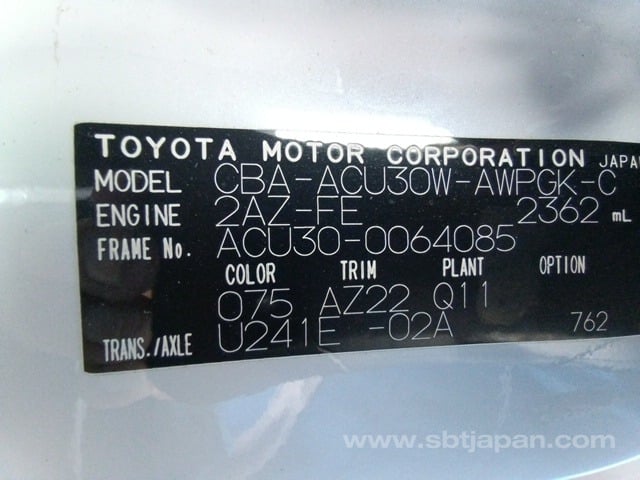 TOYOTA MOTOR CORPORATION JAPAN
MODEL CBA-ACU30W-AWPGK-C
ENGINE 2AZ-FE 2362 mL
FRAME No. ACU30-0064085
COLOR TRIM PLANT OPTION
075 AZ22 Q11
TRANS./AXLE U241E -02A 762
www.sbtjapan.com